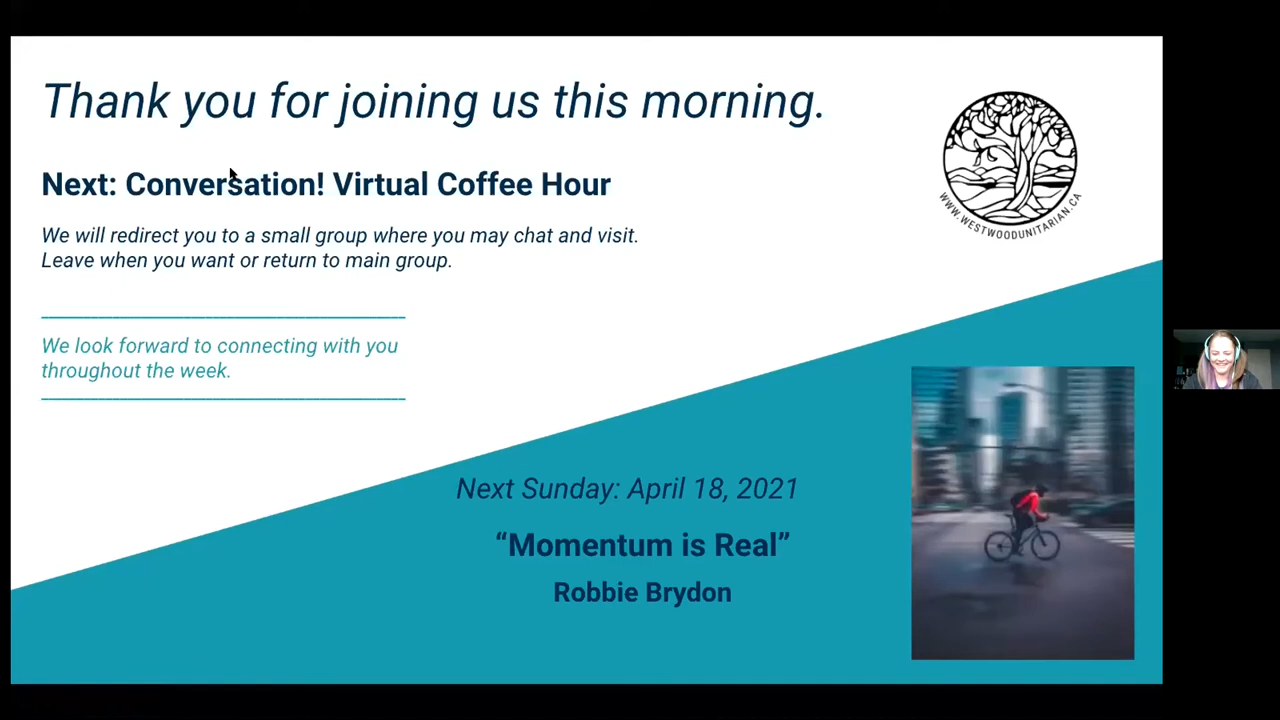 Thank you for joining us this morning.
Next: Conversation! Virtual Coffee Hour
We will redirect you to a small group where you may chat and visit.
Leave when you want or return to main group.
We look forward to connecting with you
throughout the week.
WWW.WESTWOODUNITARIAN.CA
Next Sunday: April 18, 2021
“Momentum is Real”
Robbie Brydon